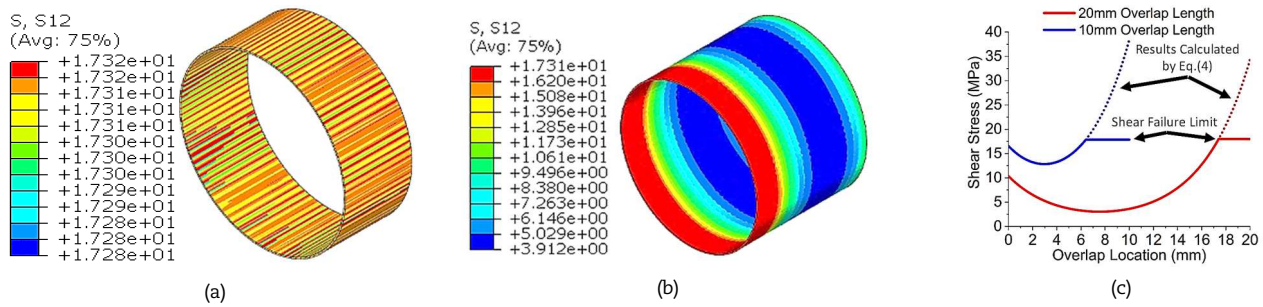 S, S12
(Avg: 75%)
+1.732e+01
+1.732e+01
+1.731e+01
+1.731e+01
+1.731e+01
+1.730e+01
+1.730e+01
+1.729e+01
+1.729e+01
+1.728e+01
+1.728e+01
+1.728e+01
(a)
S, S12
(Avg: 75%)
+1.731e+01
+1.620e+01
+1.508e+01
+1.396e+01
+1.285e+01
+1.173e+01
+1.061e+01
+9.496e+00
+8.380e+00
+7.263e+00
+6.146e+00
+5.029e+00
+3.912e+00
(b)
20mm Overlap Length
10mm Overlap Length
Results Calculated
by Eq.(4)
Shear Failure Limit
Shear Stress (MPa)
40
35
30
25
20
15
10
5
0
0 2 4 6 8 10 12 14 16 18 20
Overlap Location (mm)
(c)